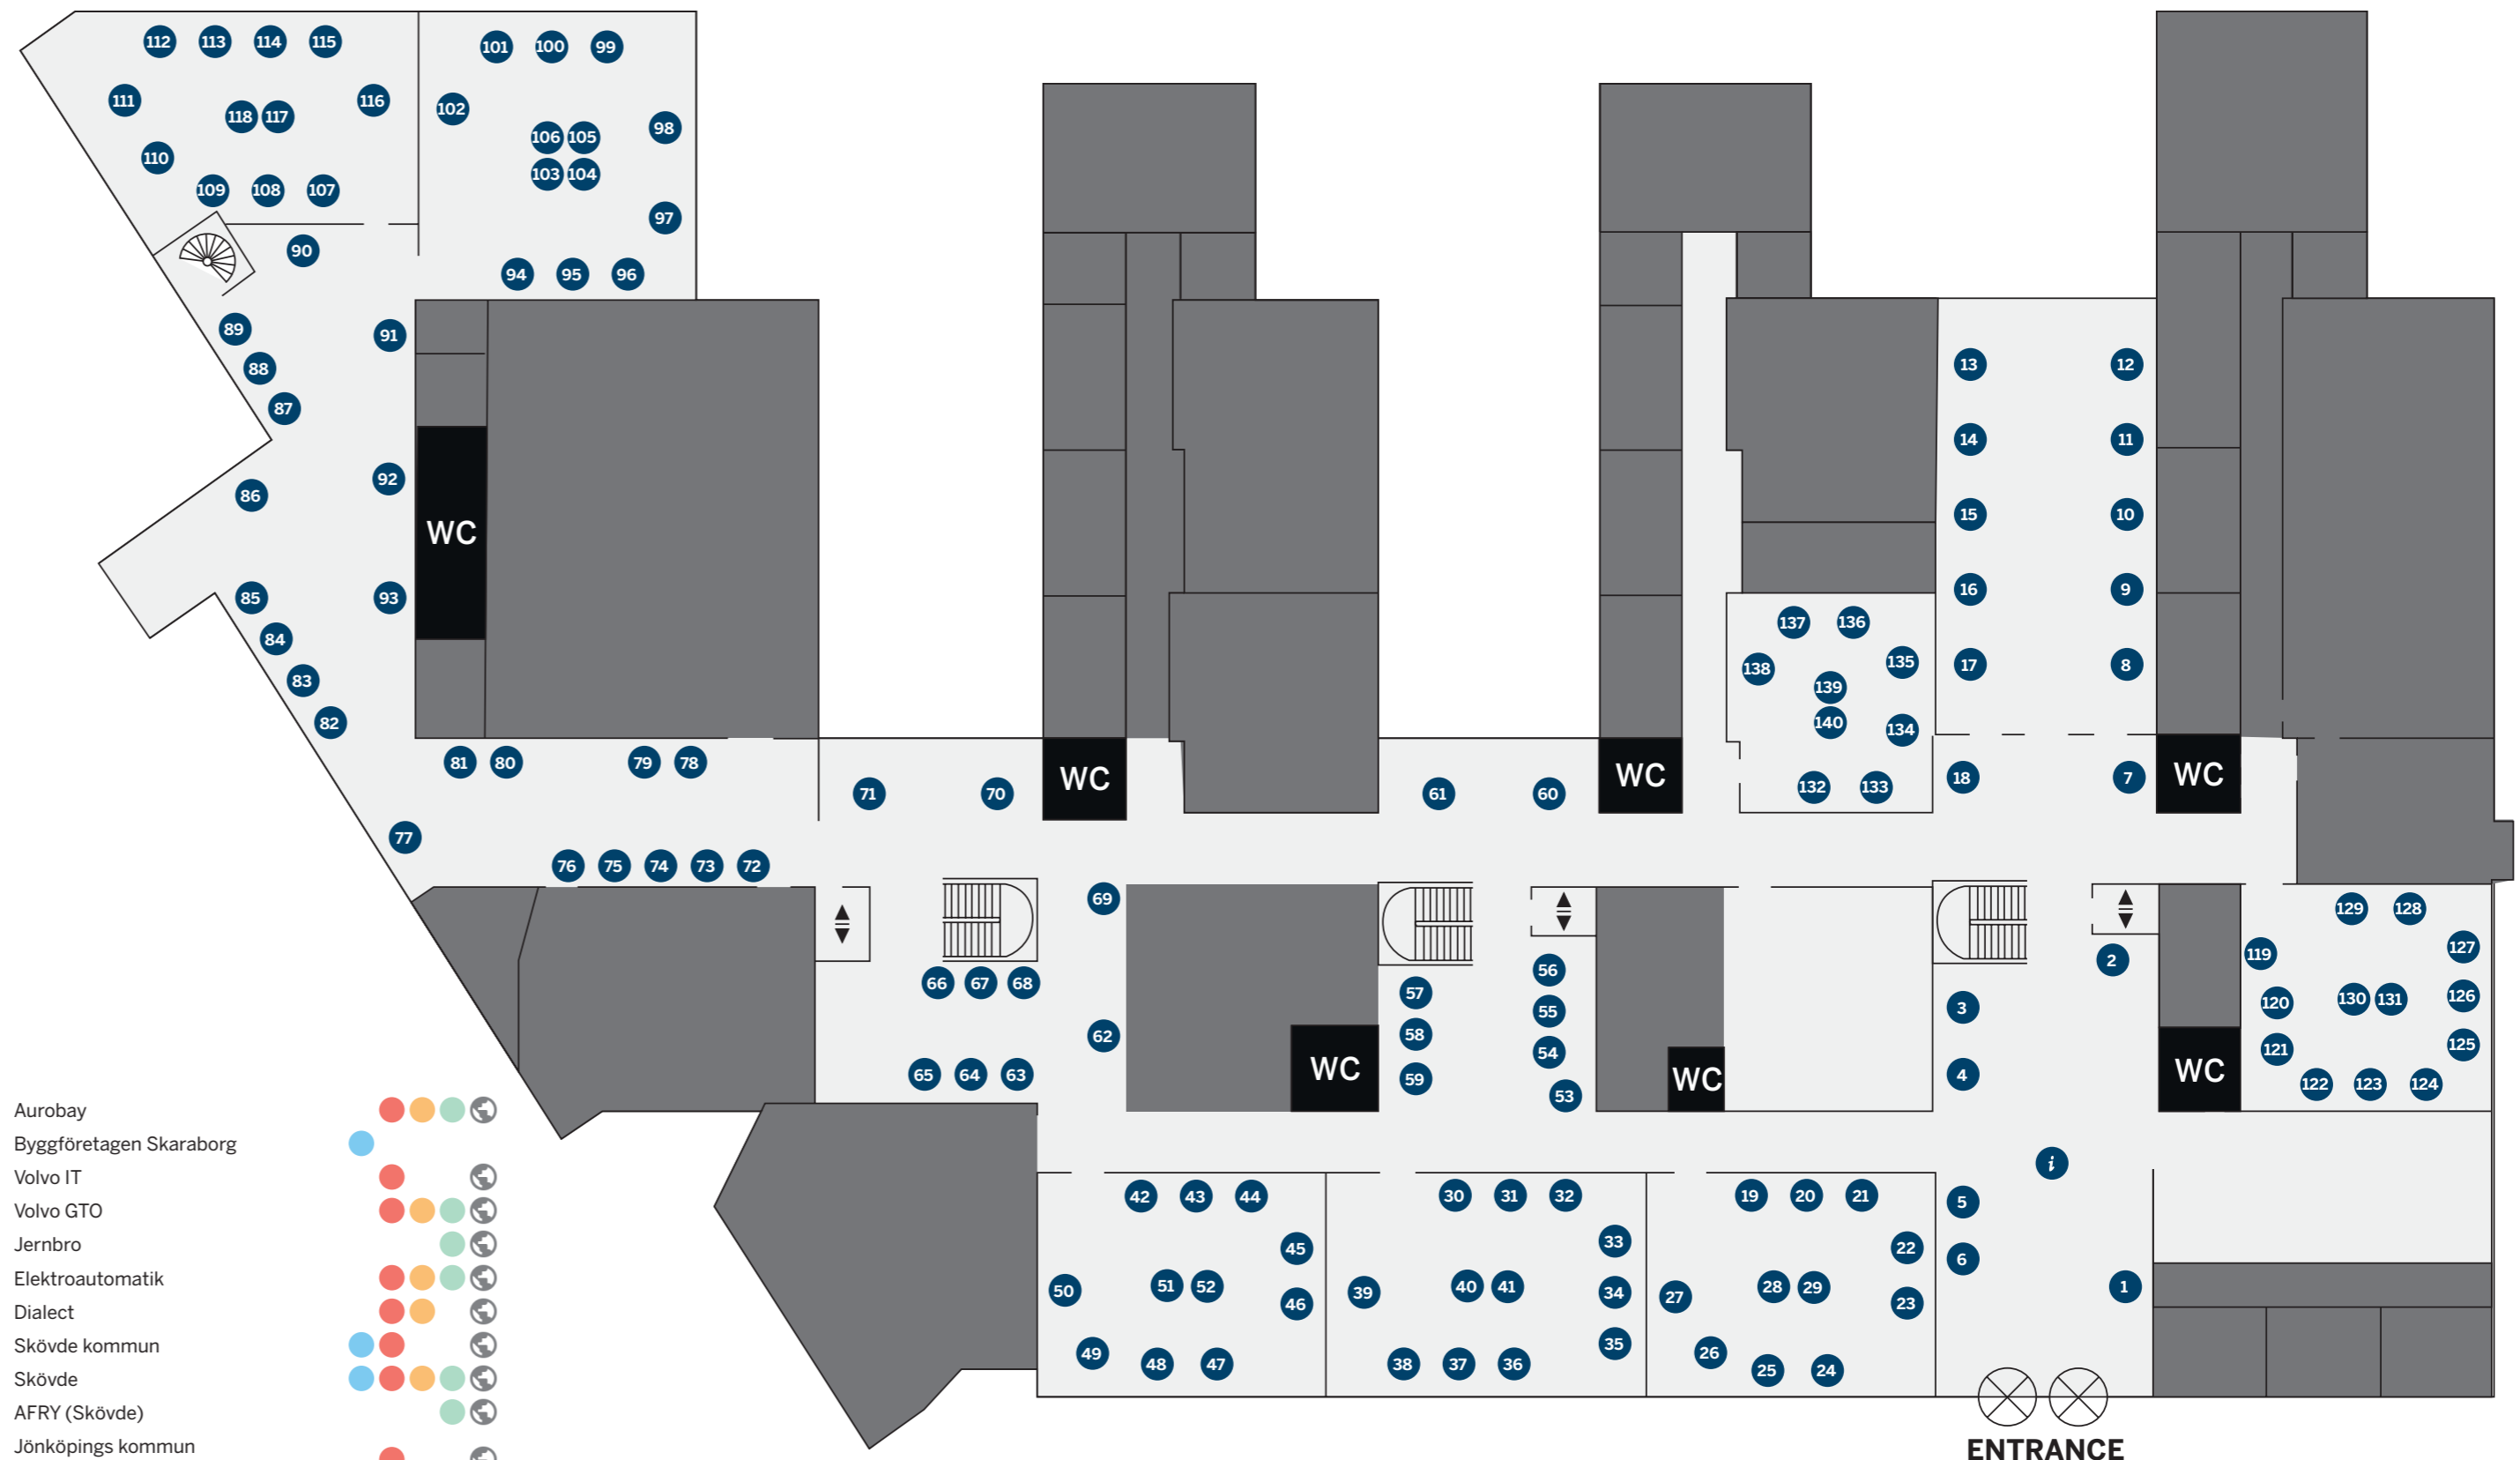 112 113 114 115
101 100 99
111
118 117
116
102
106 105
98
103 104
110
109 108 107
97
90
94 95 96
89
91
88
87
92
86
WC
85
93
84
83
82
81 80 79 78
71 70
WC
61 60
WC
77
76 75 74 73 72
69
66 67 68
62
65 64 63
57
58
59
WC
56
55
54
53
WC
13 12
14 11
15 10
16 9
17 8
137 136
138
135
139
140
134
132 133
18 7
WC
2
3
4
WC
129 128
119
127
120
130 131
126
121
125
122 123 124
i
5
6
1
42 43 44
45
50
51 52
46
49
48 47
30 31 32
33
39
40 41
34
35
38 37 36
19 20 21
22
27
28 29
23
26
25 24
ENTRANCE
Aurobay
Byggföretagen Skaraborg
Volvo IT
Volvo GTO
Jernbro
Elektroautomatik
Dialect
Skövde kommun
Skövde
AFRY (Skövde)
Jönköpings kommun